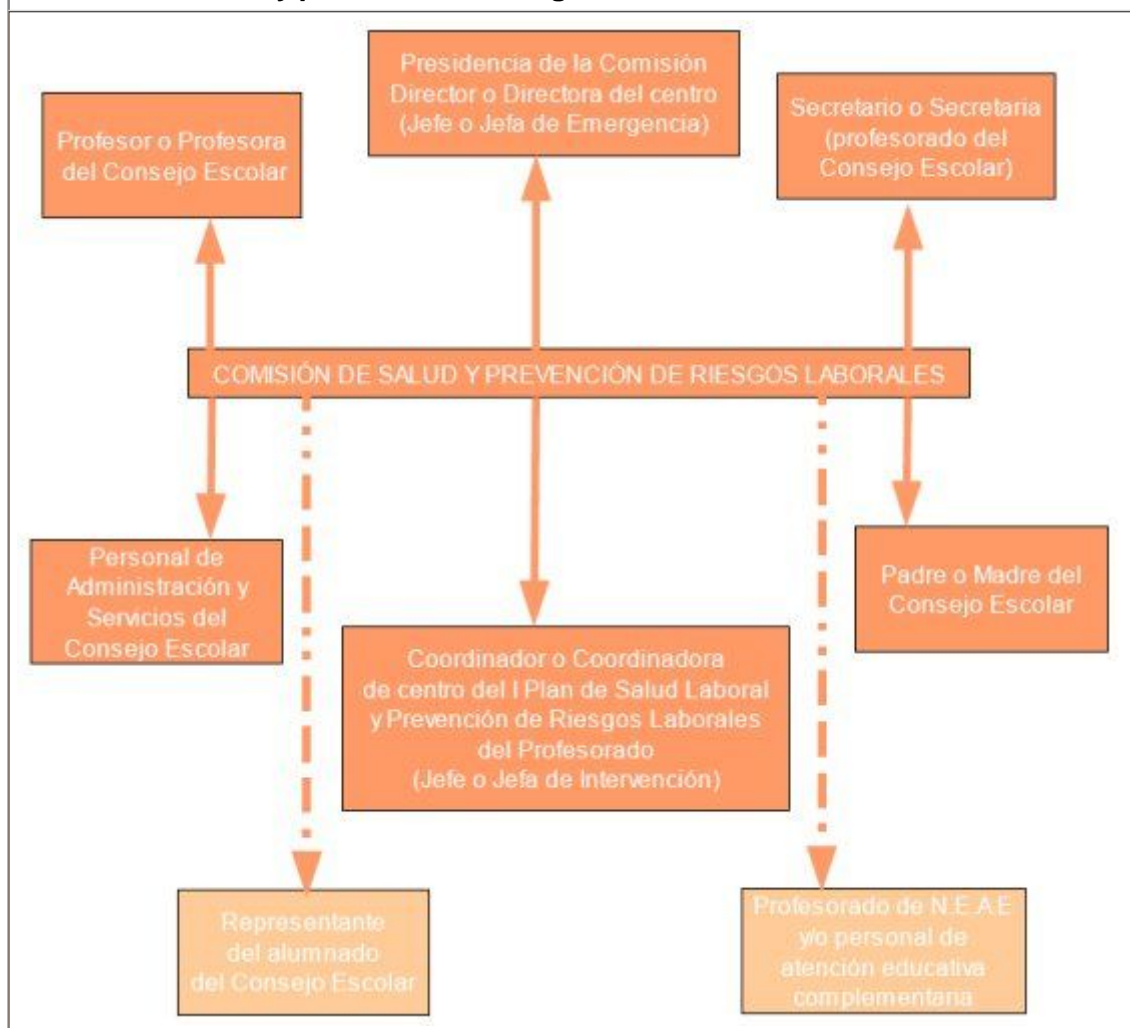 Presidencia de la Comisión
Director o Directora del centro
(Jefe o Jefa de Emergencia)
Profesor o Profesora
del Consejo Escolar
Secretario o Secretaria
(profesorado del
Consejo Escolar)
COMISIÓN DE SALUD Y PREVENCIÓN DE RIESGOS LABORALES
Personal de
Administración y
Servicios del
Consejo Escolar
Padre o Madre del
Consejo Escolar
Coordinador o Coordinadora
de centro del I Plan de Salud Laboral
y Prevención de Riesgos Laborales
del Profesorado
(Jefe o Jefa de Intervención)
Representante
del alumnado
del Consejo Escolar
Profesorado de N.E.A.E
y/o personal de
atención educativa
complementaria